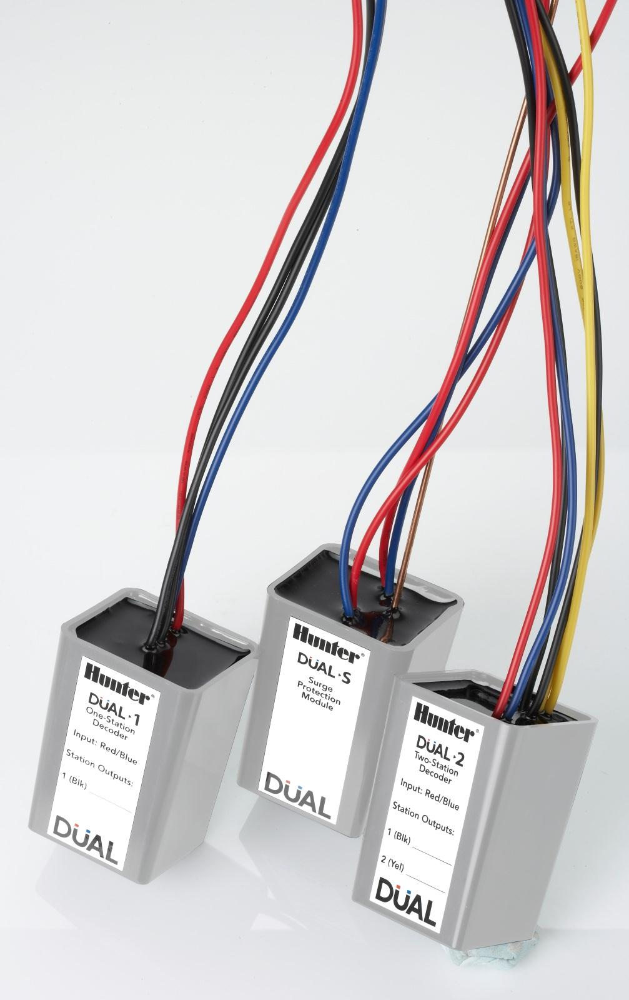 Hunter®
DUAL·1
One-Station
Decoder
Input: Red/Blue
Station Outputs:
1 (Blk)
DUAL
Hunter®
DUAL·S
Surge
Protection
Module
DUAL
Hunter®
DUAL·2
Two-Station
Decoder
Input: Red/Blue
Station Outputs:
1 (Blk)
2 (Yel)
DUAL